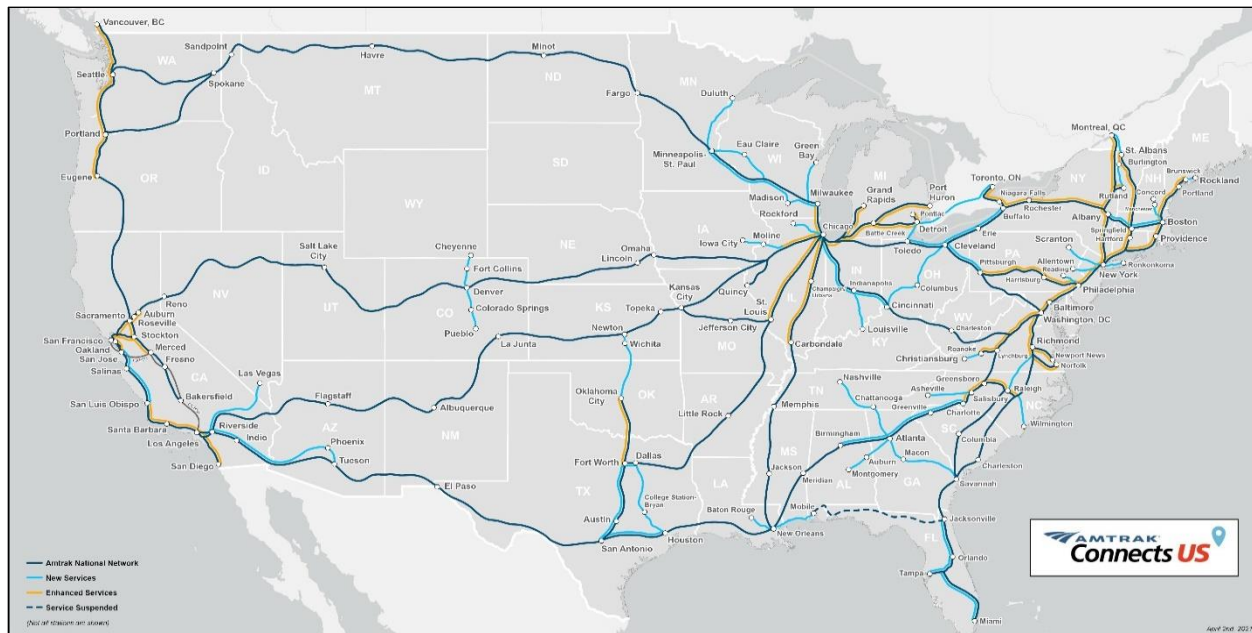 Vancouver, BC
Seattle
WA
Sandpoint
Spokane
Havre
Minot
MT
ND
Fargo
MN
Duluth
Portland
Eugene
OR
ID
WY
SD
Minneapolis-
St. Paul
Eau Claire
WI
Green
Bay
Madison
Milwaukee
Rockford
Grand
Rapids
MI
Port
Huron
Pontiac
Detroit
Battle Creek
Chicago
Moline
Iowa City
IA
Toronto, ON
Niagara Falls
Buffalo
Rochester
NY
Montreal, QC
St. Albans
Burlington
Rutland
NH
ME
Brunswick
Rockland
Portland
Concord
Manchester
Boston
Albany
Springfield
Hartford
Providence
Erie
Cleveland
Toledo
OH
Columbus
PA
Pittsburgh
Scranton
Allentown
Reading
Harrisburg
Ronkonkoma
New York
Philadelphia
Baltimore
Washington, DC
Salt Lake
City
NV
UT
Reno
Auburn
Sacramento
Roseville
Stockton
San Francisco
Oakland
San Jose
Merced
Fresno
Salinas
CA
Bakersfield
San Luis Obispo
Santa Barbara
Los Angeles
San Diego
Riverside
Indio
Las Vegas
Cheyenne
Fort Collins
Denver
CO
Colorado Springs
Pueblo
La Junta
NE
Omaha
Lincoln
KS
Topeka
Kansas
City
Newton
Wichita
Jefferson City
MO
Quincy
St.
Louis
IL
Champaign
Urbana
IN
Indianapolis
Cincinnati
Louisville
KY
Carbondale
WV
Charleston
Roanoke
Christiansburg
Lynchburg
Richmond
Newport News
Norfolk
Flagstaff
AZ
Phoenix
Tucson
Albuquerque
NM
El Paso
Oklahoma
City
OK
AR
Little Rock
Memphis
TN
Nashville
Chattanooga
Asheville
Greenville
Greensboro
Raleigh
Salisbury
Charlotte
NC
Wilmington
SC
Columbia
Charleston
Savannah
Fort Worth
Dallas
TX
College Station-
Bryan
Austin
San Antonio
Houston
LA
Baton Rouge
New Orleans
MS
Jackson
Meridian
Birmingham
AL
Montgomery
Auburn
Atlanta
Macon
GA
Mobile
Jacksonville
FL
Orlando
Tampa
Miami
AMTRAK
Connects US
Amtrak National Network
New Services
Enhanced Services
Service Suspended
(Not all stations are shown)